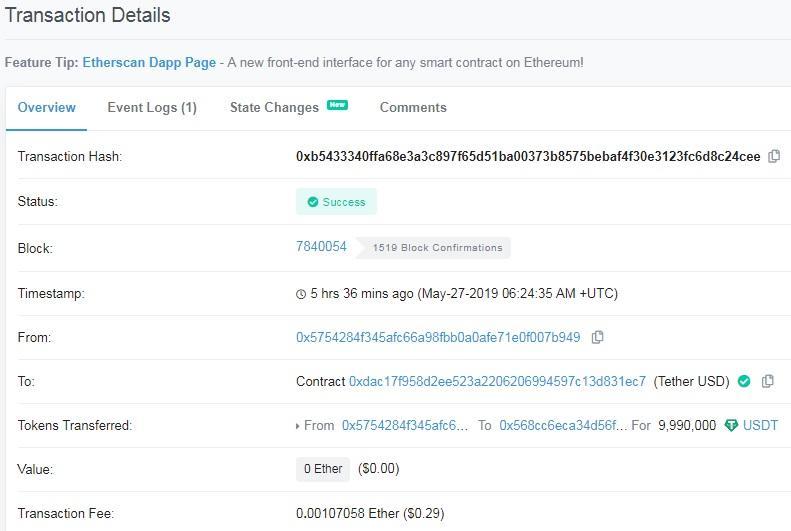 Transaction Details
Feature Tip: Etherscan Dapp Page - A new front-end interface for any smart contract on Ethereum!
Overview Event Logs (1) State Changes New Comments
Transaction Hash: 0xb5433340ffa68e3a3c897f65d51ba00373b8575bebaf4f30e3123fc6d8c24cee
Status: Success
Block: 7840054 1519 Block Confirmations
Timestamp: 5 hrs 36 mins ago (May-27-2019 06:24:35 AM +UTC)
From: 0x5754284f345afc66a98fbb0a0afe71e0f007b949
To: Contract 0xdac17f958d2ee523a2206206994597c13d831ec7 (Tether USD)
Tokens Transferred: From 0x5754284f345afc6... To 0x568cc6eca34d56f... For 9,990,000 USDT
Value: 0 Ether ($0.00)
Transaction Fee: 0.00107058 Ether ($0.29)